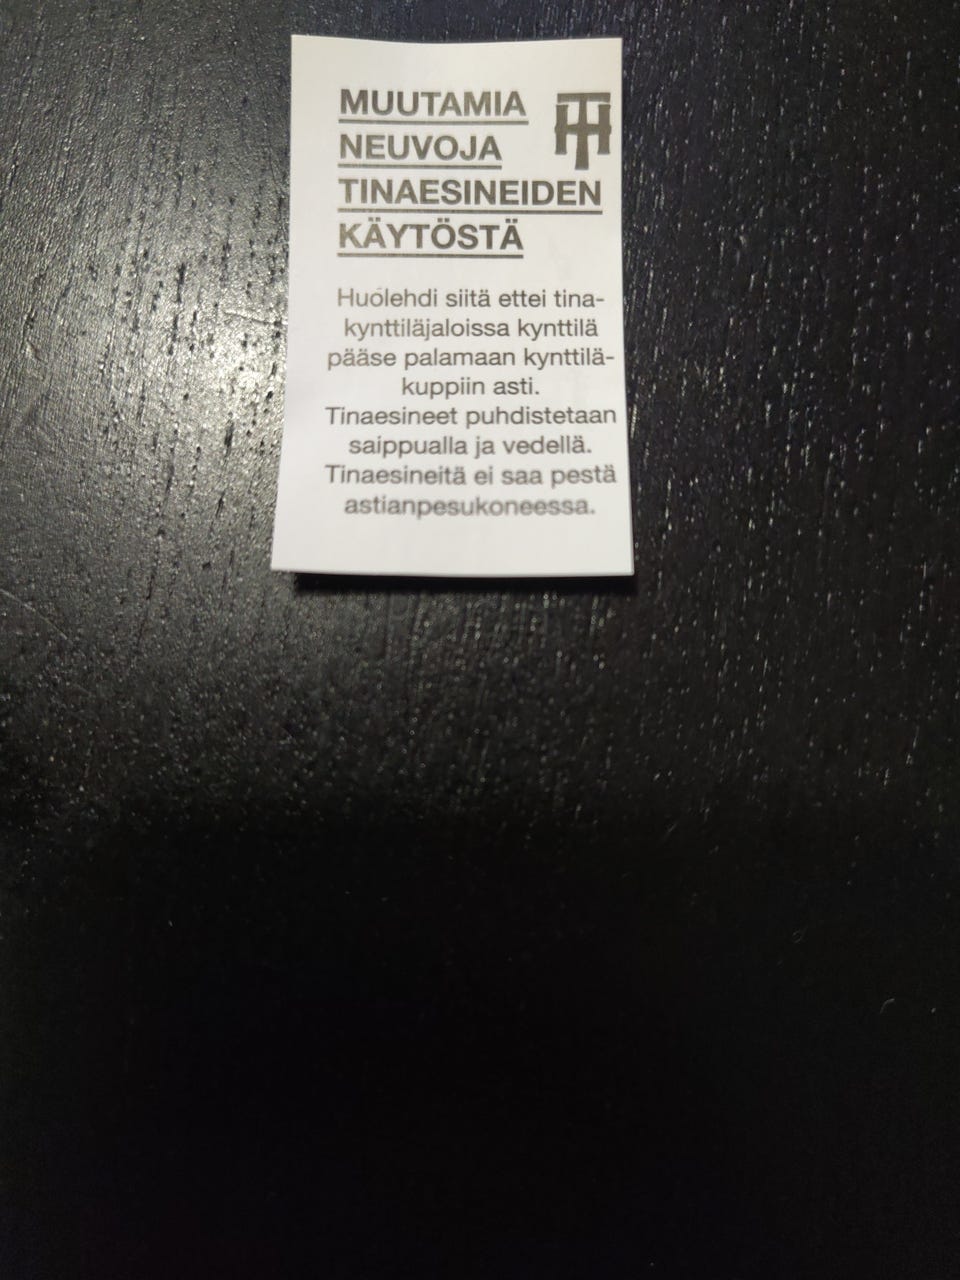 MUUTAMIA
NEUVOJA
TINAESINEIDEN
KÄYTÖSTÄ
TH
Huolehdi siitä ettei tina-
kynttiläjaloissa kynttilä
pääse palamaan kynttilä-
kuppiin asti.
Tinaesineet puhdistetaan
saippualla ja vedellä.
Tinaesineitä ei saa pestä
astianpesukoneessa.